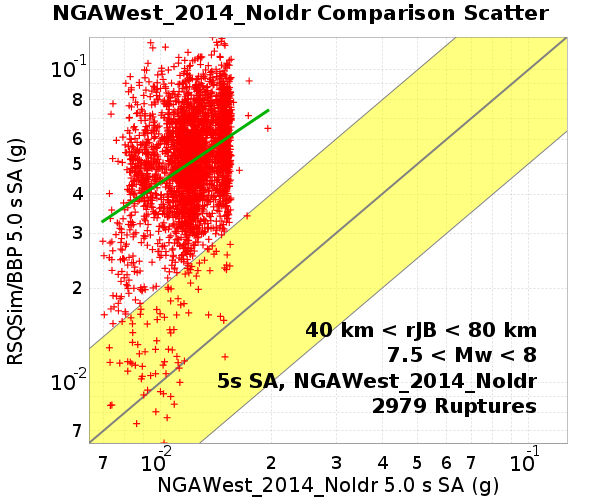 NGAWest_2014_NoIdr Comparison Scatter
RSQSim/BBP 5.0 s SA (g)
10-1
8
6
5
4
3
2
10-2
7
40 km < rJB < 80 km
7.5 < Mw < 8
5s SA, NGAWest_2014_NoIdr
2979 Ruptures
7 10-2 2 3 4 5 6 7 10-1
NGAWest_2014_NoIdr 5.0 s SA (g)